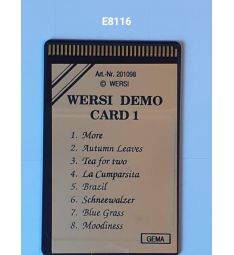 E8116
Art.-Nr. 201098
© WERSI
WERSI DEMO
CARD 1
1. More
2. Autumn Leaves
3. Tea for two
4. La Cumparsita
5. Brazil
6. Schneewalzer
7. Blue Grass
8. Moodiness
GEMA